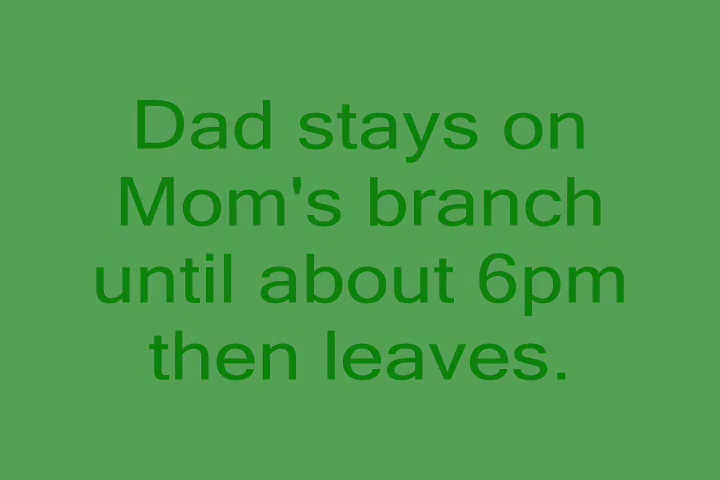 Dad stays on
Mom's branch
until about 6pm
then leaves.